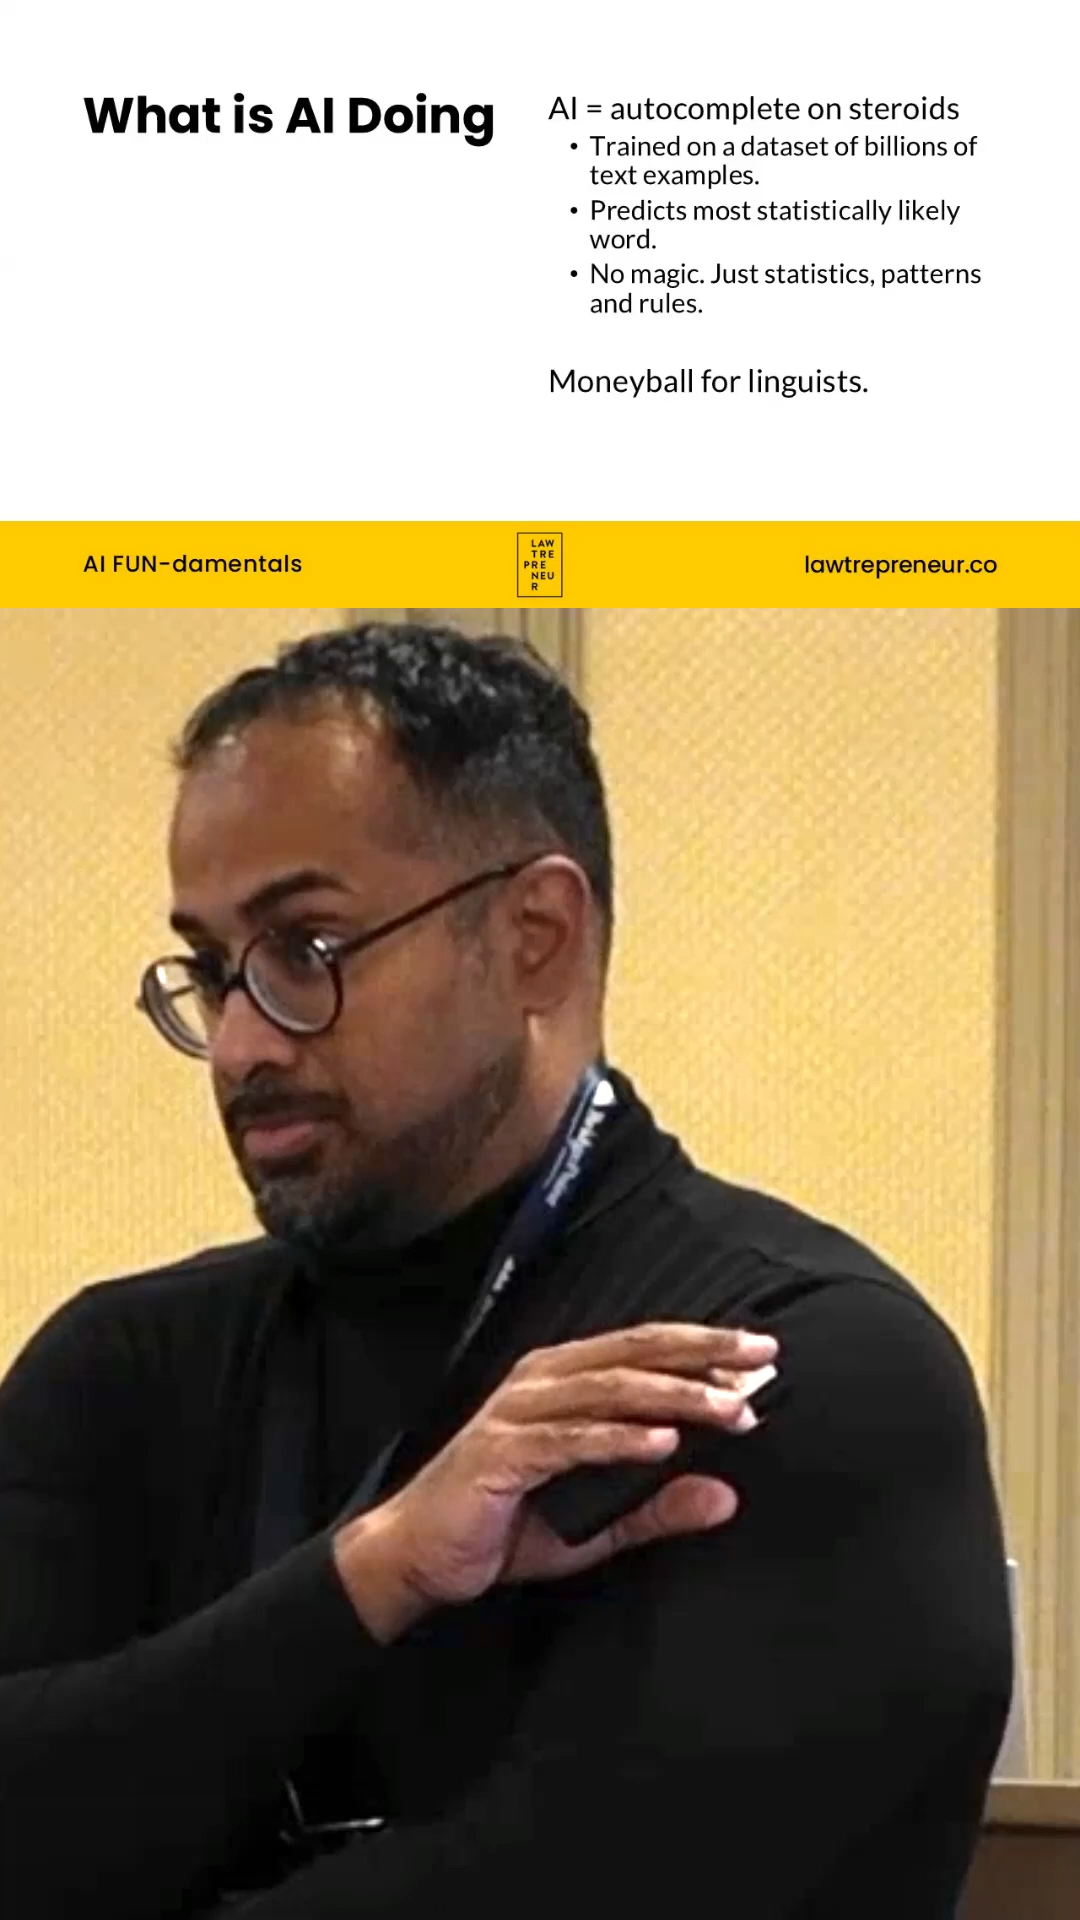 What is AI Doing
AI = autocomplete on steroids
• Trained on a dataset of billions of
text examples.
• Predicts most statistically likely
word.
• No magic. Just statistics, patterns
and rules.
Moneyball for linguists.
AI FUN-damentals
LAW
TRE
PRE
NEU
R
lawtrepreneur.co